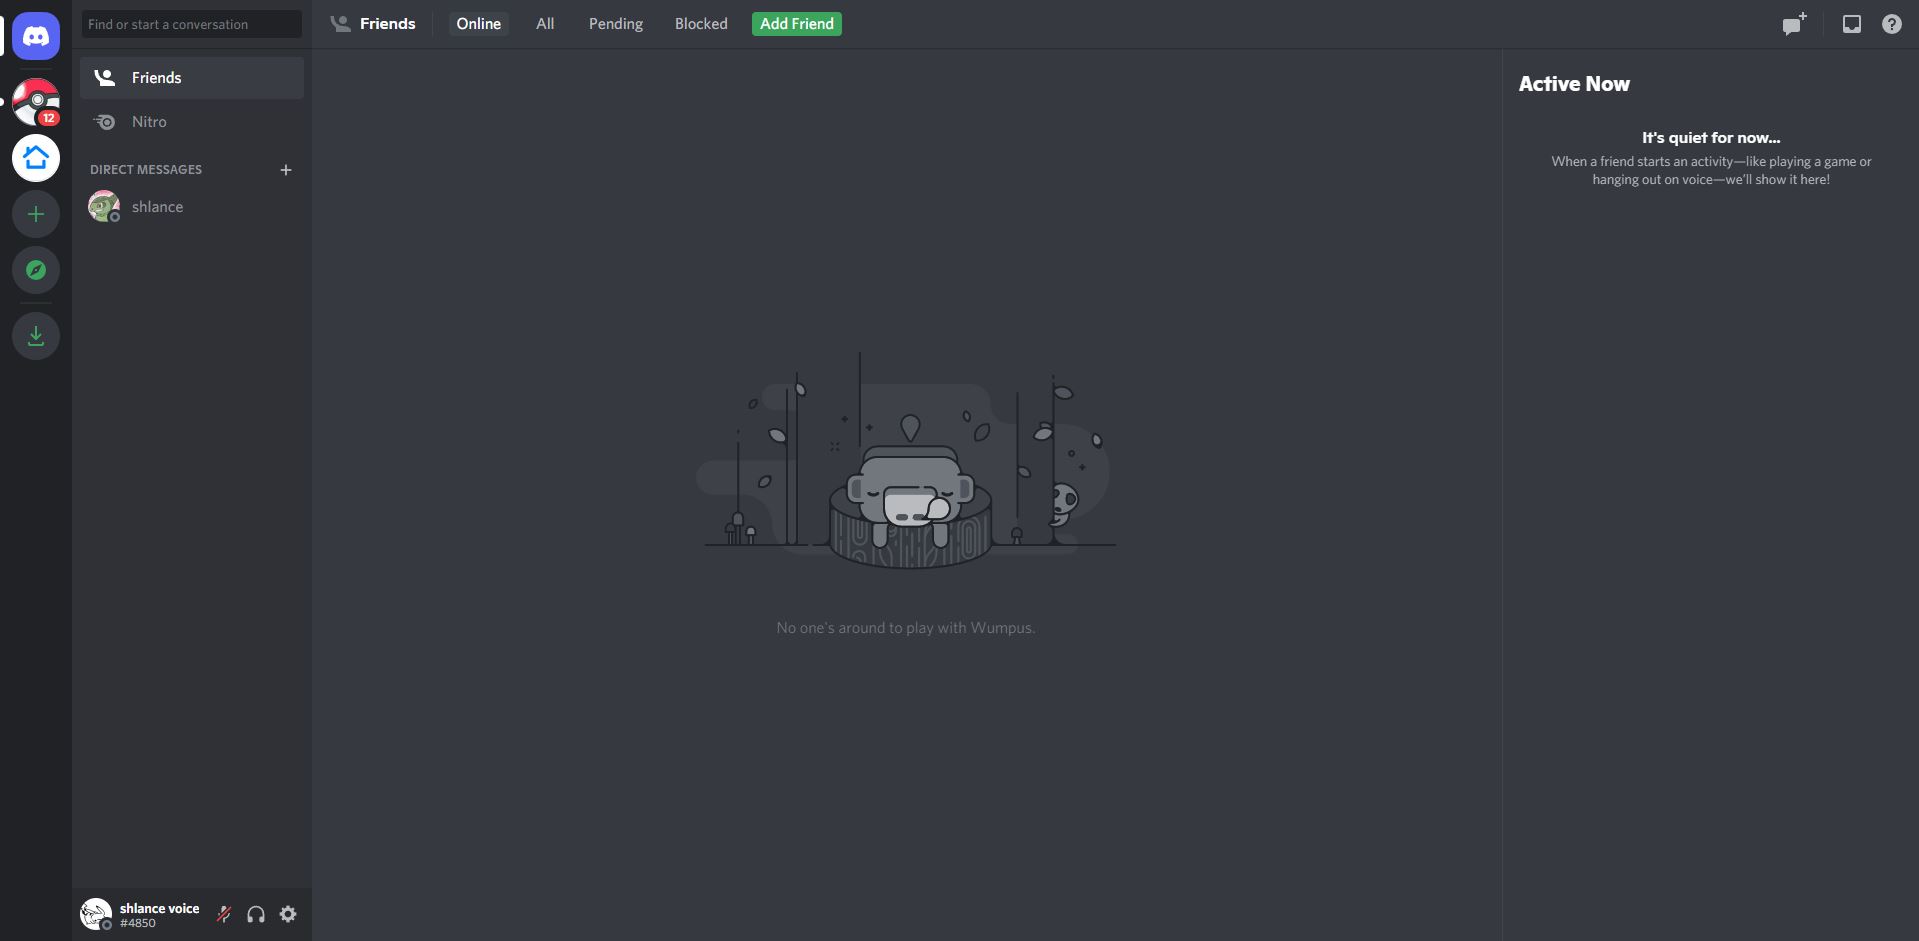 Find or start a conversation
Friends
Online
All
Pending
Blocked
Add Friend
12
Friends
Nitro
DIRECT MESSAGES
shlance
No one's around to play with Wumpus.
Active Now
It's quiet for now...
When a friend starts an activity—like playing a game or
hanging out on voice—we'll show it here!
shlance voice
#4850